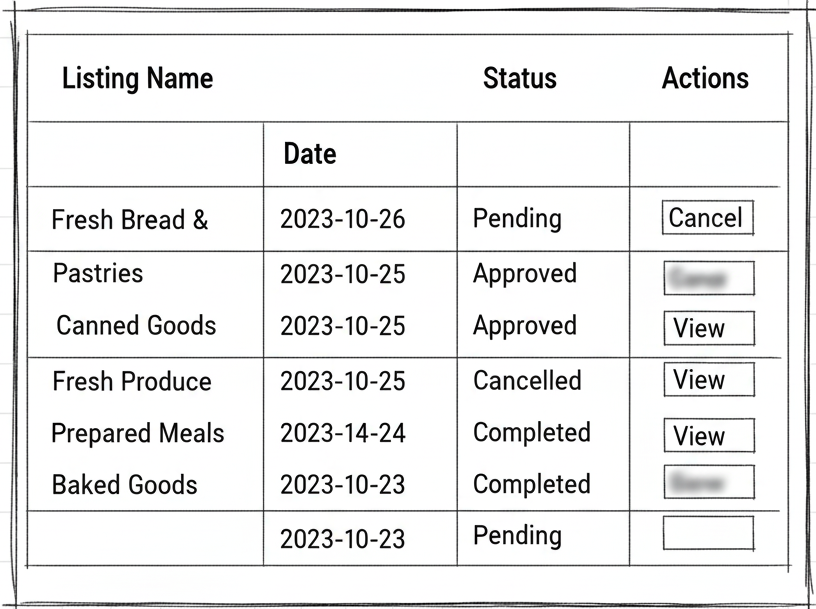 Listing Name Status Actions
Date
Fresh Bread & 2023-10-26 Pending Cancel
Pastries 2023-10-25 Approved
Canned Goods 2023-10-25 Approved View
Fresh Produce 2023-10-25 Cancelled View
Prepared Meals 2023-14-24 Completed View
Baked Goods 2023-10-23 Completed
2023-10-23 Pending